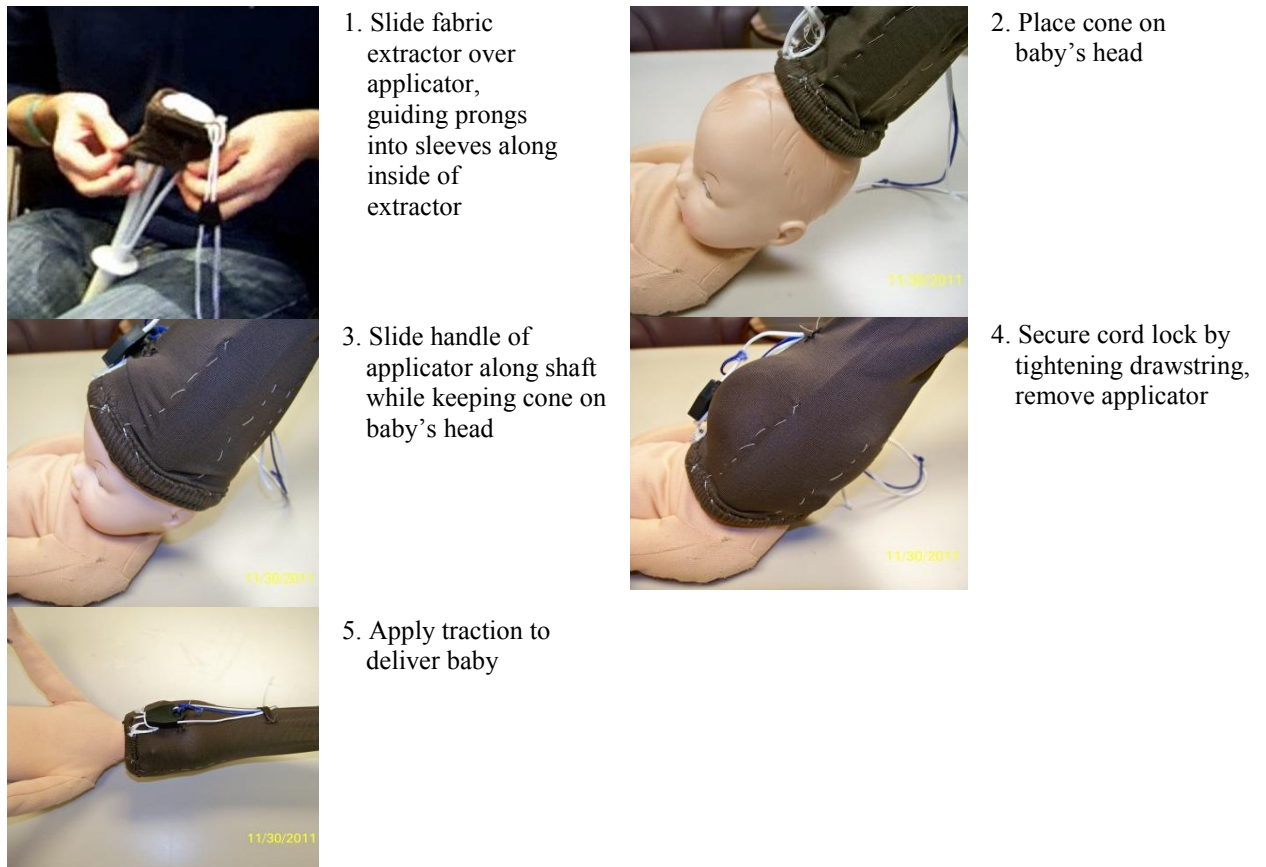 1. Slide fabric
extractor over
applicator,
guiding prongs
into sleeves along
inside of
extractor
2. Place cone on
baby’s head
11/30/2011
3. Slide handle of
applicator along shaft
while keeping cone on
baby’s head
11/30/2011
4. Secure cord lock by
tightening drawstring,
remove applicator
11/30/2011
5. Apply traction to
deliver baby
11/30/2011